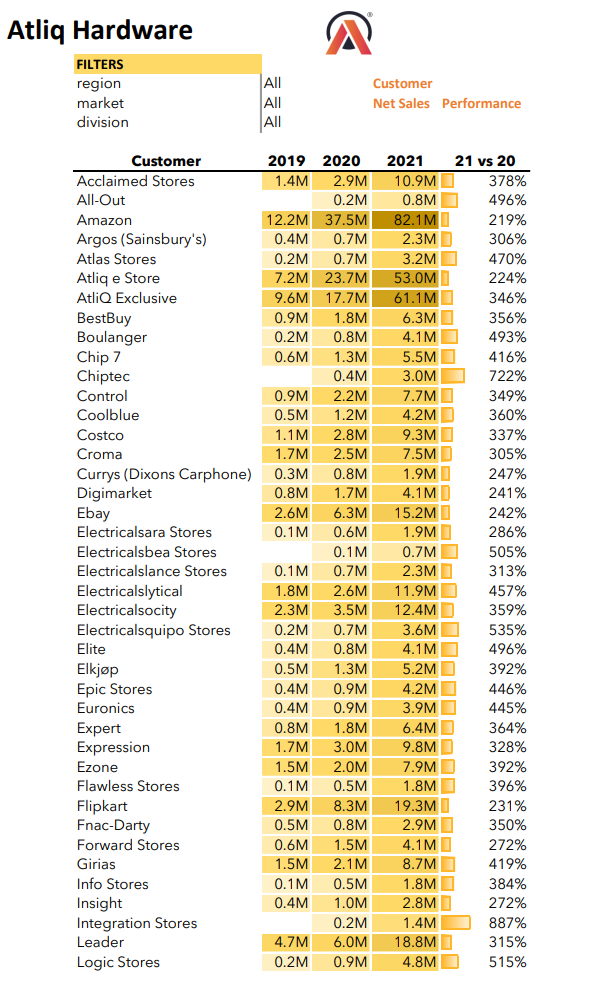 Atliq Hardware
FILTERS
region All Customer
market All Net Sales Performance
division All
Customer 2019 2020 2021 21 vs 20
Acclaimed Stores 1.4M 2.9M 10.9M 378%
All-Out 0.2M 0.8M 496%
Amazon 12.2M 37.5M 82.1M 219%
Argos (Sainsbury's) 0.4M 0.7M 2.3M 306%
Atlas Stores 0.2M 0.7M 3.2M 470%
Atliq e Store 7.2M 23.7M 53.0M 224%
AtliQ Exclusive 9.6M 17.7M 61.1M 346%
BestBuy 0.9M 1.8M 6.3M 356%
Boulanger 0.2M 0.8M 4.1M 493%
Chip 7 0.6M 1.3M 5.5M 416%
Chiptec 0.4M 3.0M 722%
Control 0.9M 2.2M 7.7M 349%
Coolblue 0.5M 1.2M 4.2M 360%
Costco 1.1M 2.8M 9.3M 337%
Croma 1.7M 2.5M 7.5M 305%
Currys (Dixons Carphone) 0.3M 0.8M 1.9M 247%
Digimarket 0.8M 1.7M 4.1M 241%
Ebay 2.6M 6.3M 15.2M 242%
Electricalsara Stores 0.1M 0.6M 1.9M 286%
Electricalsbea Stores 0.1M 0.7M 505%
Electricalslance Stores 0.1M 0.7M 2.3M 313%
Electricalslytical 1.8M 2.6M 11.9M 457%
Electricalsocity 2.3M 3.5M 12.4M 359%
Electricalsquipo Stores 0.2M 0.7M 3.6M 535%
Elite 0.4M 0.8M 4.1M 496%
Elkjøp 0.5M 1.3M 5.2M 392%
Epic Stores 0.4M 0.9M 4.2M 446%
Euronics 0.4M 0.9M 3.9M 445%
Expert 0.8M 1.8M 6.4M 364%
Expression 1.7M 3.0M 9.8M 328%
Ezone 1.5M 2.0M 7.9M 392%
Flawless Stores 0.1M 0.5M 1.8M 396%
Flipkart 2.9M 8.3M 19.3M 231%
Fnac-Darty 0.5M 0.8M 2.9M 350%
Forward Stores 0.6M 1.5M 4.1M 272%
Girias 1.5M 2.1M 8.7M 419%
Info Stores 0.1M 0.5M 1.8M 384%
Insight 0.4M 1.0M 2.8M 272%
Integration Stores 0.2M 1.4M 887%
Leader 4.7M 6.0M 18.8M 315%
Logic Stores 0.2M 0.9M 4.8M 515%